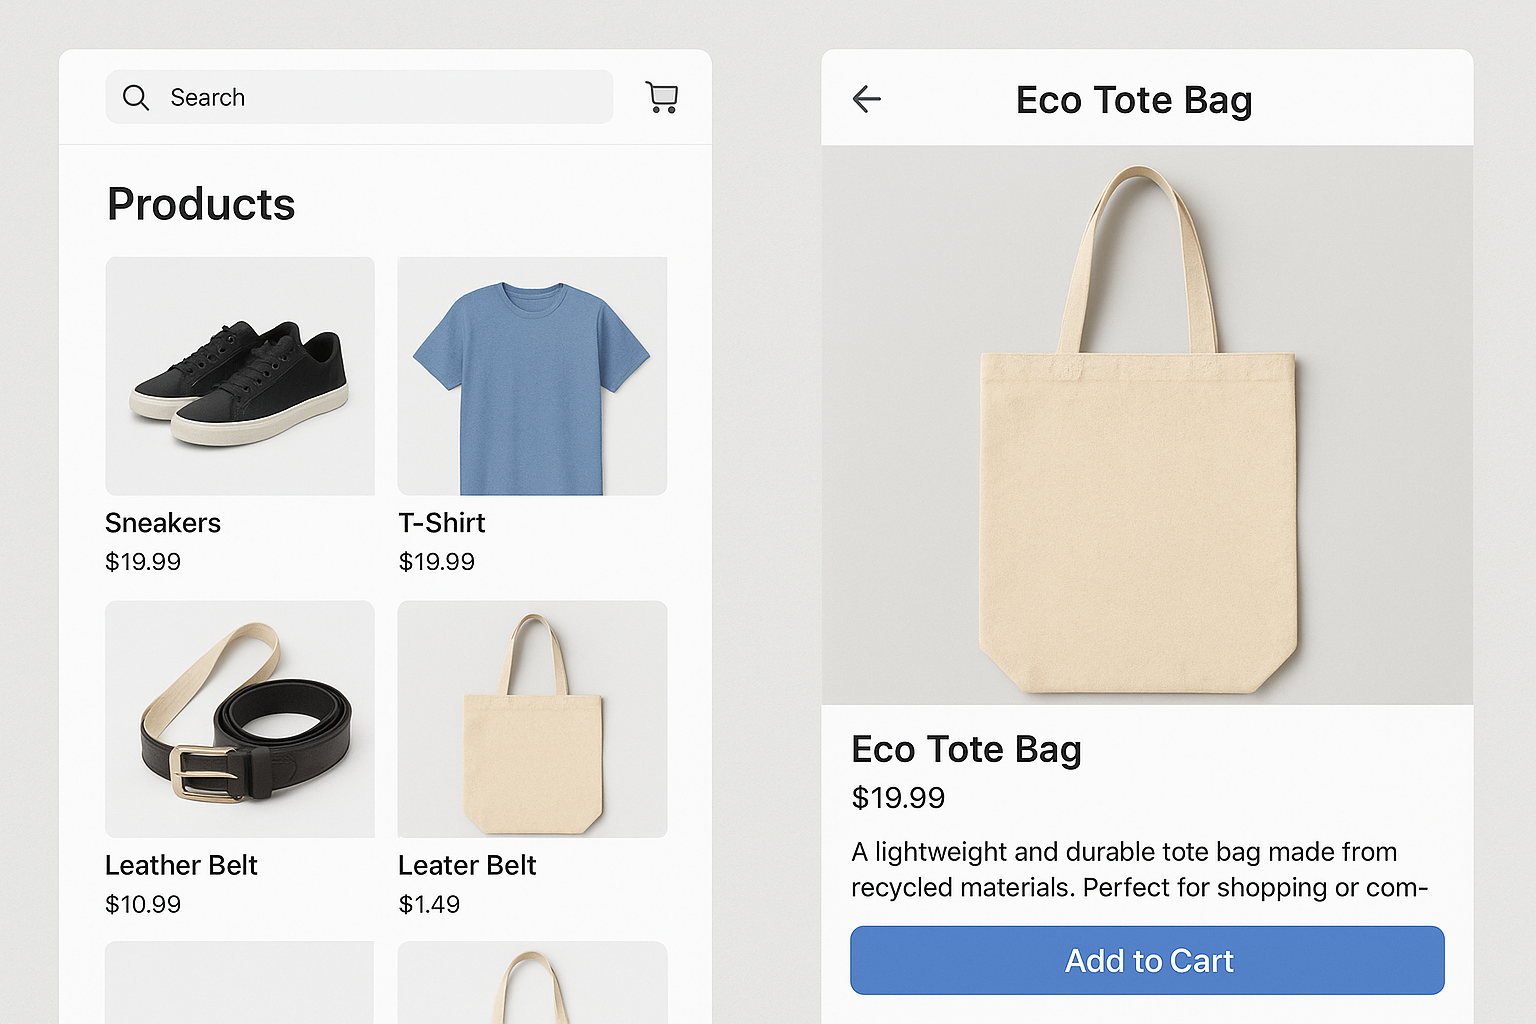 Search
Products
Sneakers
$19.99
T-Shirt
$19.99
Leather Belt
$10.99
Leater Belt
$1.49
Eco Tote Bag
Eco Tote Bag
$19.99
A lightweight and durable tote bag made from
recycled materials. Perfect for shopping or com-
Add to Cart